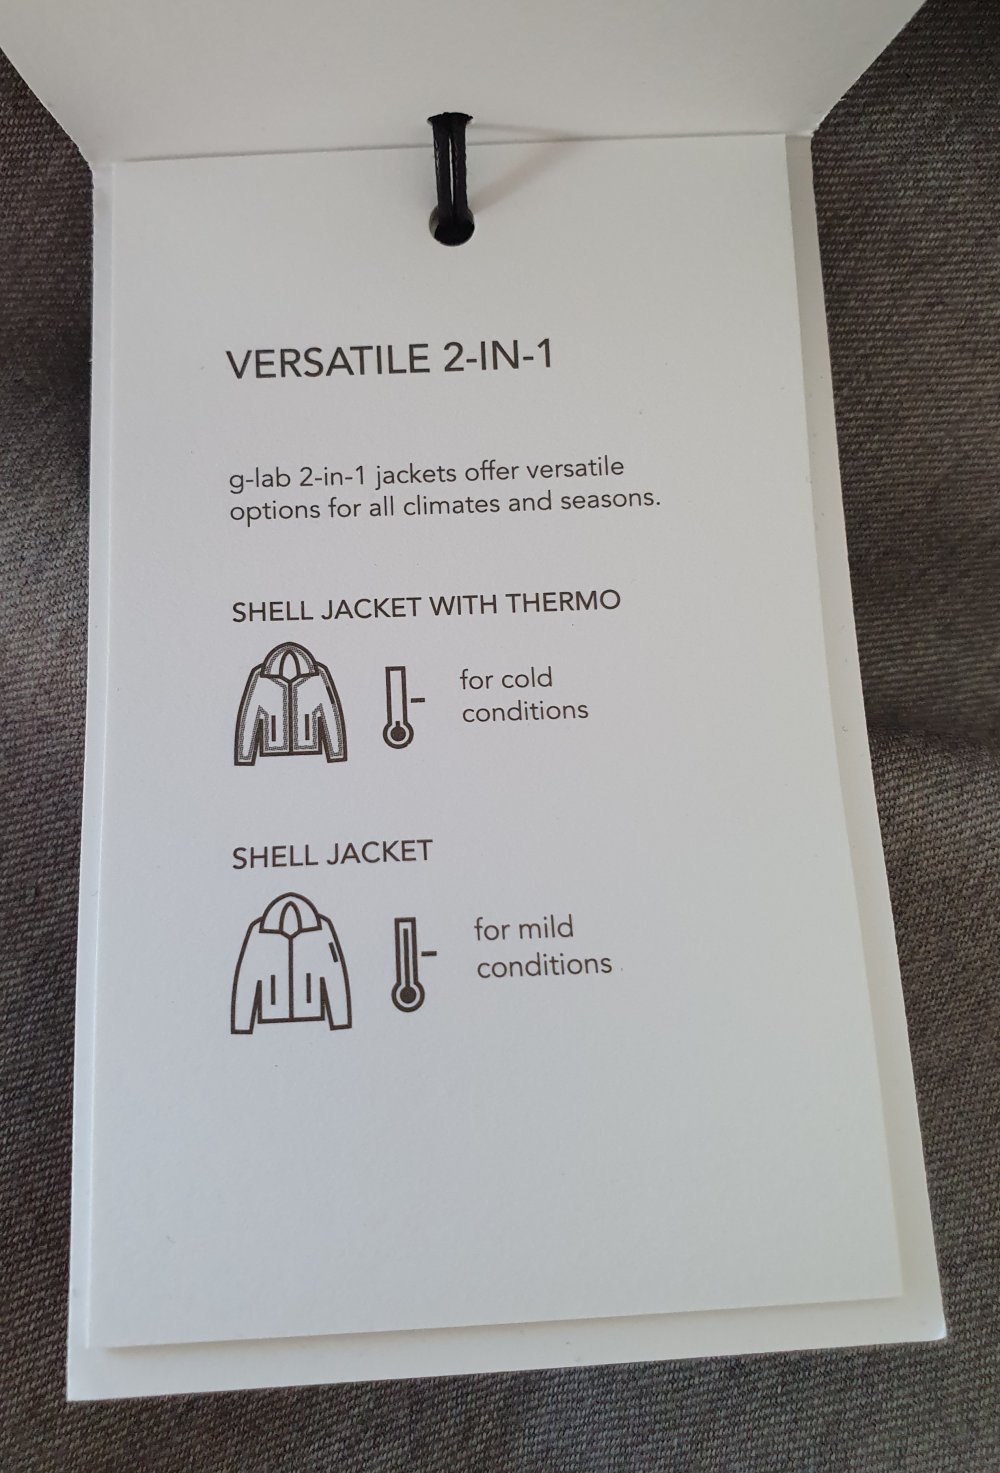 VERSATILE 2-IN-1
g-lab 2-in-1 jackets offer versatile
options for all climates and seasons.
SHELL JACKET WITH THERMO
for cold
conditions
SHELL JACKET
for mild
conditions